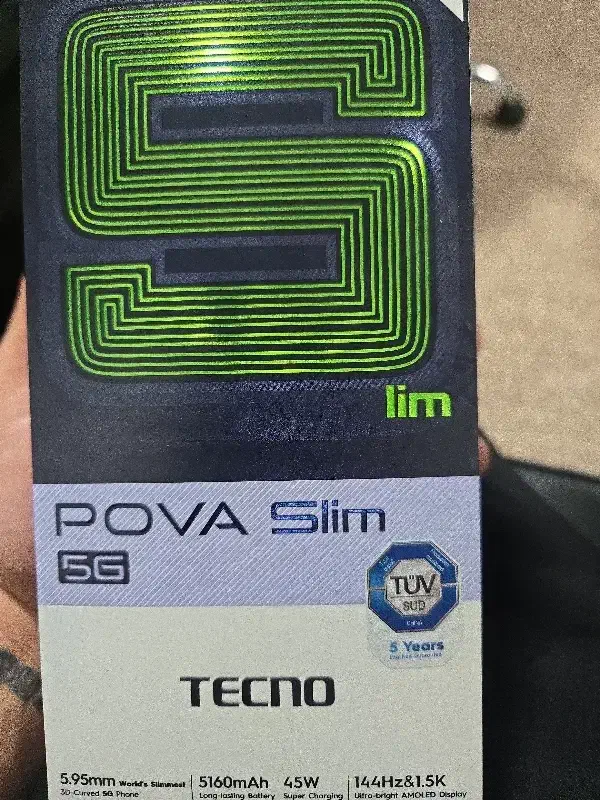 S
lim
POVA Slim
5G
TÜV
SUD
5 Years
TECNO
5.95mm World's Slimmest
3D-Curved 5G Phone
5160mAh
Long-lasting Battery
45W
Super Charging
144Hz&1.5K
Ultra-bright AMOLED Display